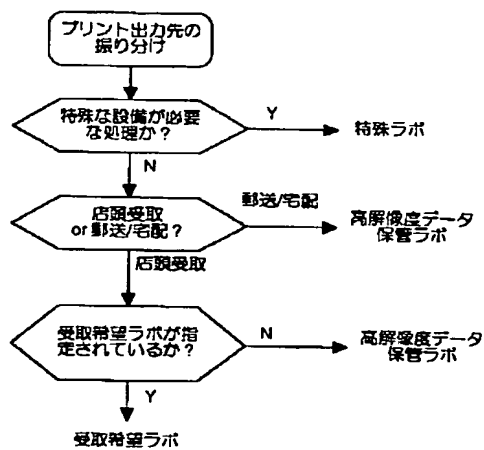 プリント出力先の
振り分け
特殊な設備が必要
な処理か？
Y
特殊ラボ
N
店頭受取
or 郵送/宅配？
郵送/宅配
高解像度データ
保管ラボ
店頭受取
受取希望ラボが指
定されているか？
N
高解像度データ
保管ラボ
Y
受取希望ラボ